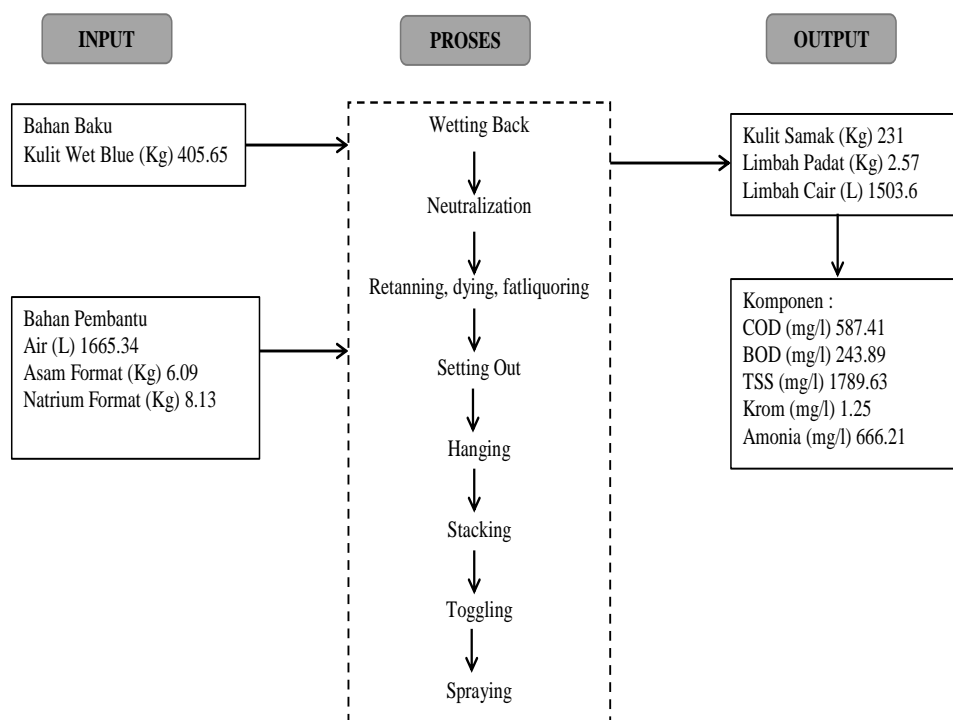 INPUT
PROSES
OUTPUT
Bahan Baku
Kulit Wet Blue (Kg) 405.65
Bahan Pembantu
Air (L) 1665.34
Asam Format (Kg) 6.09
Natrium Format (Kg) 8.13
Wetting Back
Neutralization
Retanning, dying, fatliquoring
Setting Out
Hanging
Stacking
Toggling
Spraying
Kulit Samak (Kg) 231
Limbah Padat (Kg) 2.57
Limbah Cair (L) 1503.6
Komponen :
COD (mg/l) 587.41
BOD (mg/l) 243.89
TSS (mg/l) 1789.63
Krom (mg/l) 1.25
Amonia (mg/l) 666.21